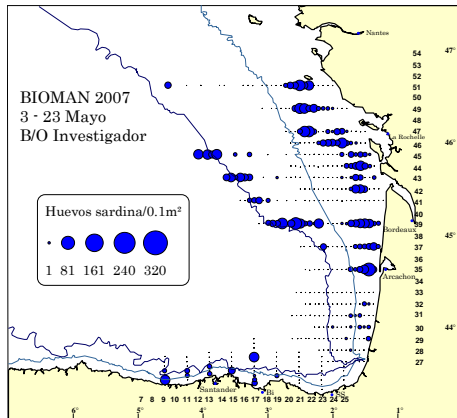 Nantes
54
53
52
51
50
49
48
47
46
45
44
43
42
41
40
39
38
37
36
35
34
33
32
31
30
29
28
27
BIOMAN 2007
3 - 23 Mayo
B/O Investigador
a Rochelle
46°
45°
44°
Huevos sardina/0.1m²
1 81 161 240 320
Bordeaux
Arcachon
Santander
Bi
SS
7 8 9 10 11 12 13 14 15 16 17 18 19 20 21 22 23 24 25
6° 5° 4° 3° 2° 1°